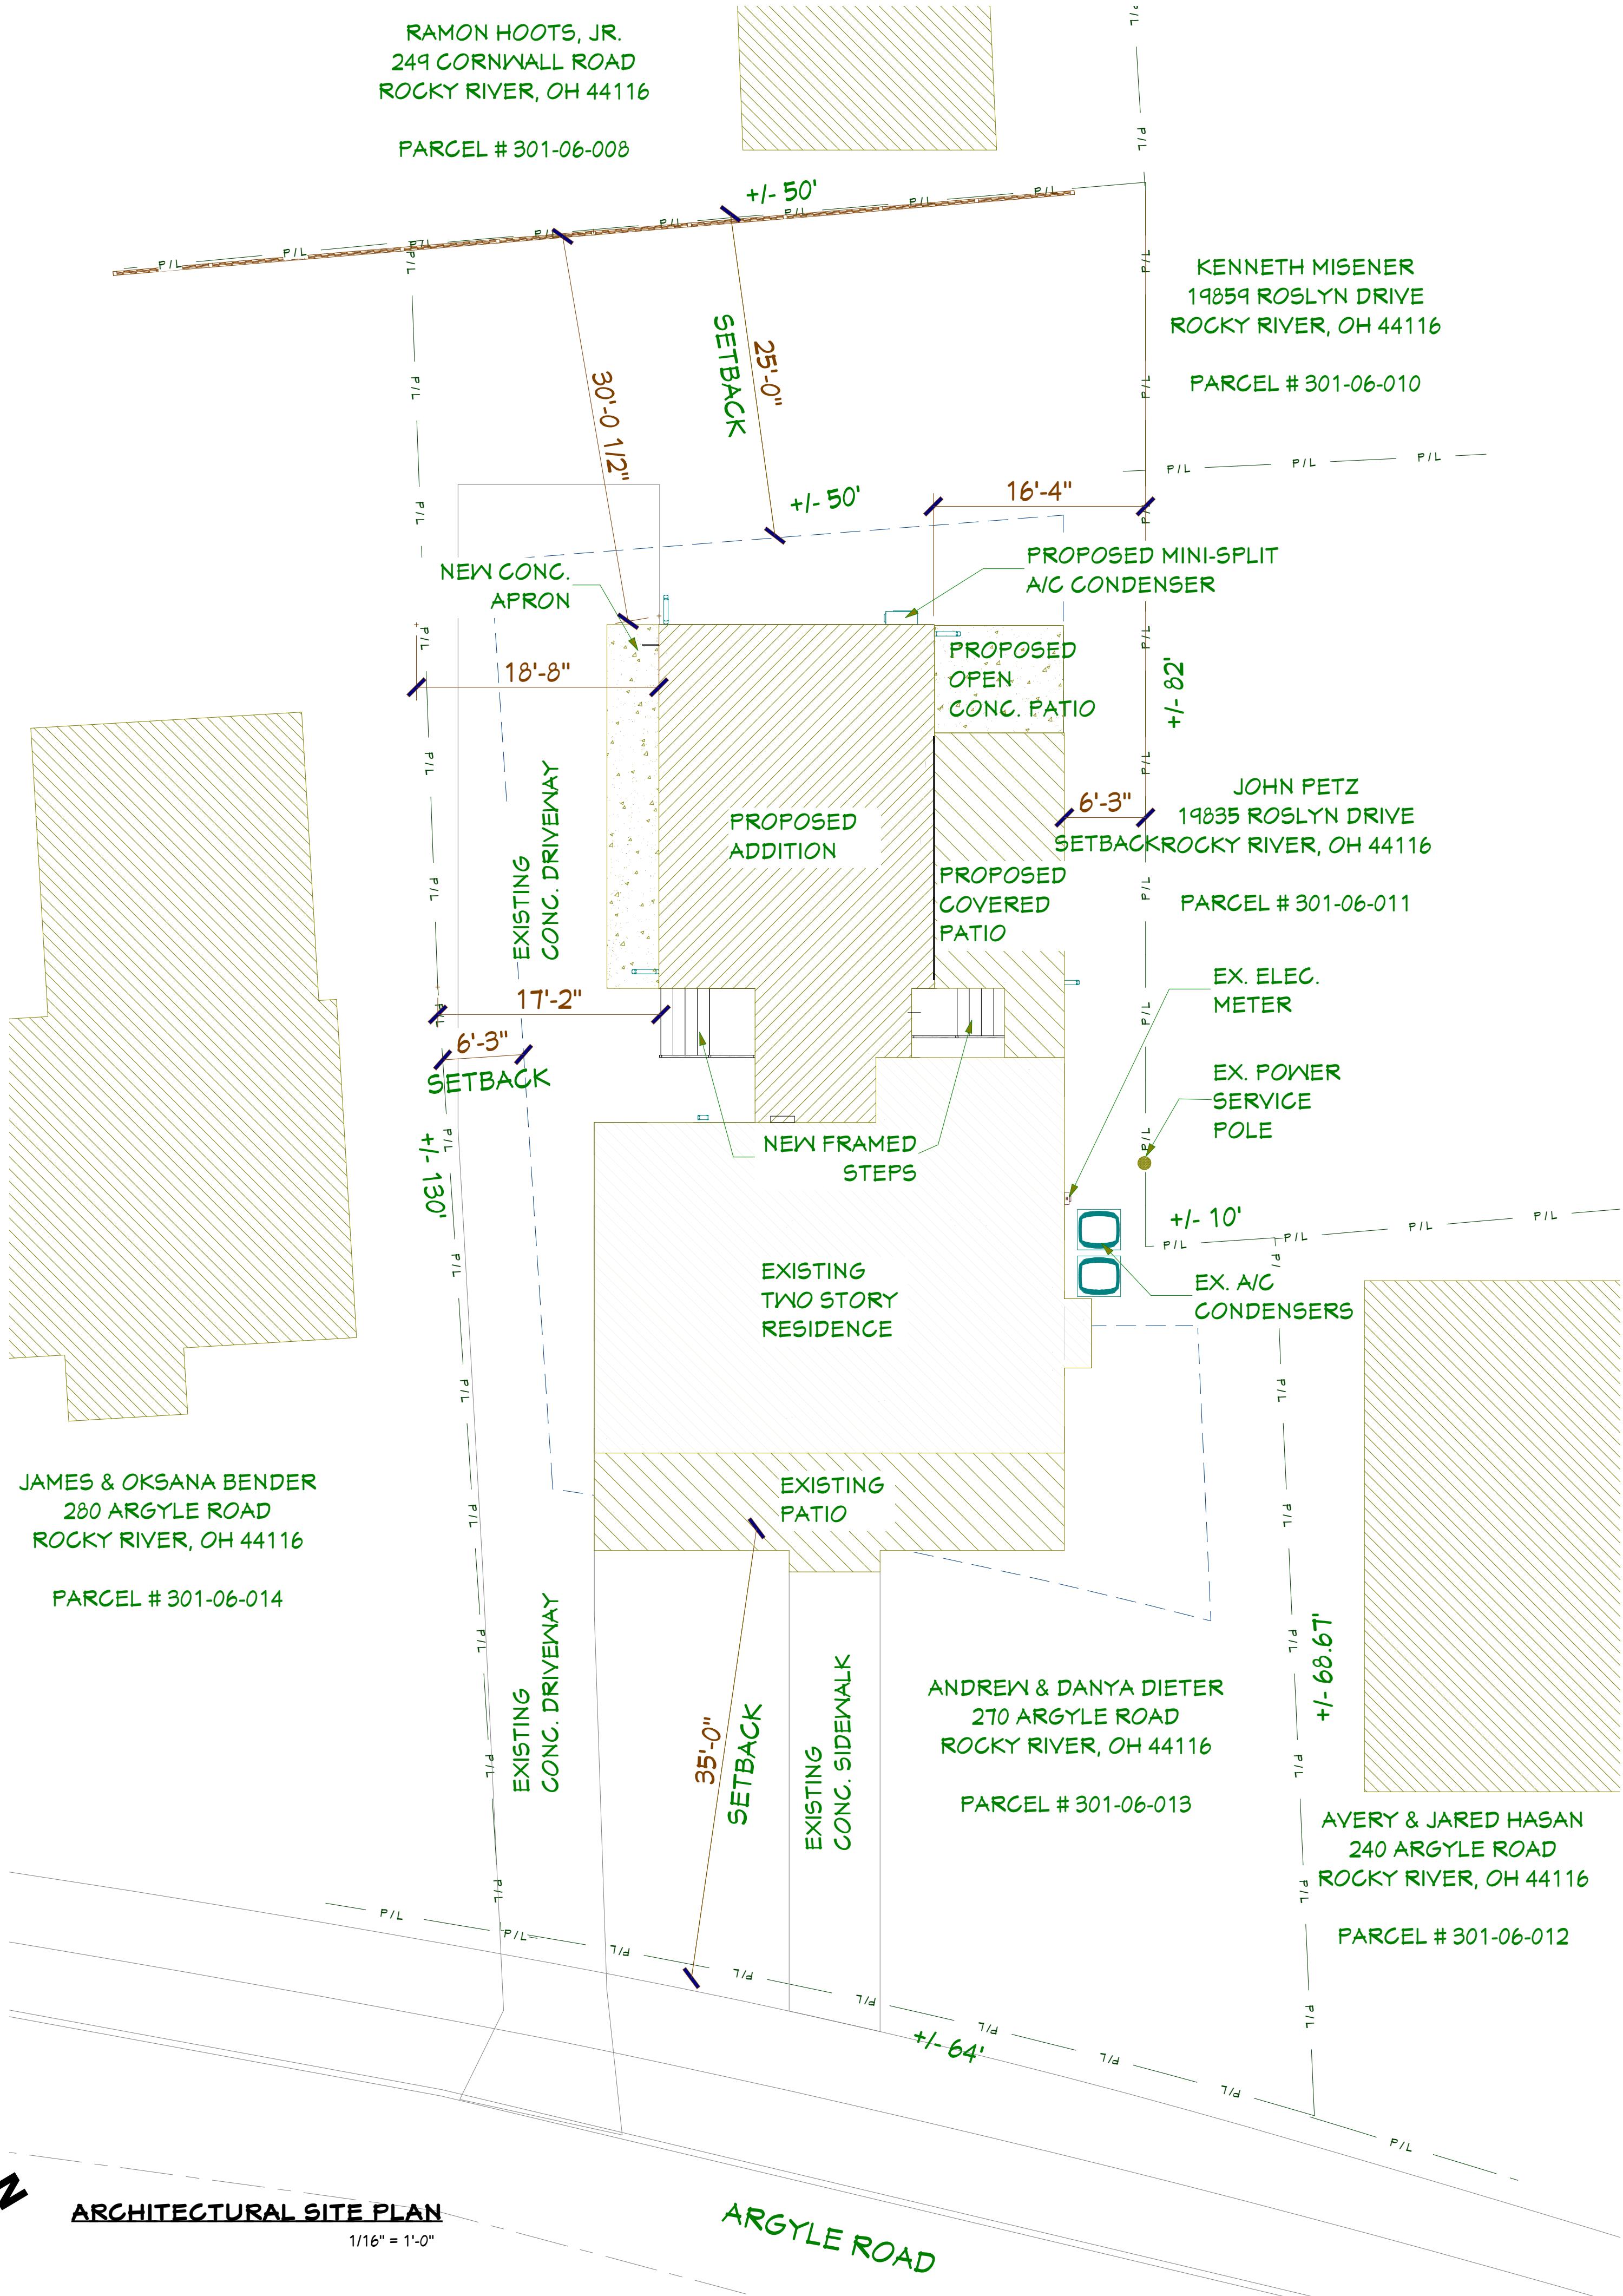 RAMON HOOTS, JR.
249 CORNWALL ROAD
ROCKY RIVER, OH 44116
PARCEL # 301-06-008
P/L
P/L
+/- 50'
P/L
P/L
P/L
P/L
P/L
P/L
P/L
P/L
P/L
P/L
KENNETH MISENER
19859 ROSLYN DRIVE
ROCKY RIVER, OH 44116
PARCEL # 301-06-010
SETBACK
25'-0"
30'-0 1/2"
P/L
P/L
P/L
P/L
P/L
+/- 50'
16'-4"
P/L
P/L
NEW CONC.
APRON
PROPOSED MINI-SPLIT
A/C CONDENSER
P/L
P/L
P/L
18'-8"
PROPOSED
OPEN
CONC. PATIO
+/- 82'
P/L
P/L
EXISTING
CONC. DRIVEWAY
PROPOSED
ADDITION
6'-3"
SETBACK
JOHN PETZ
19835 ROSLYN DRIVE
ROCKY RIVER, OH 44116
PARCEL # 301-06-011
PROPOSED
COVERED
PATIO
P/L
P/L
P/L
P/L
17'-2"
6'-3"
SETBACK
EX. ELEC.
METER
EX. POWER
SERVICE
POLE
P/L
P/L
+/- 130'
NEW FRAMED
STEPS
+/- 10'
P/L
P/L
P/L
P/L
P/L
P/L
EXISTING
TWO STORY
RESIDENCE
EX. A/C
CONDENSERS
P/L
P/L
JAMES & OKSANA BENDER
280 ARGYLE ROAD
ROCKY RIVER, OH 44116
PARCEL # 301-06-014
EXISTING
PATIO
P/L
P/L
P/L
P/L
EXISTING
CONC. DRIVEWAY
35'-0"
SETBACK
EXISTING
CONC. SIDEWALK
ANDREW & DANYA DIETER
270 ARGYLE ROAD
ROCKY RIVER, OH 44116
PARCEL # 301-06-013
+/- 68.67'
P/L
P/L
AVERY & JARED HASAN
240 ARGYLE ROAD
ROCKY RIVER, OH 44116
PARCEL # 301-06-012
P/L
P/L
P/L
P/L
P/L
P/L
P/L
P/L
P/L
P/L
P/L
P/L
+/- 64'
N
ARCHITECTURAL SITE PLAN
1/16" = 1'-0"
ARGYLE ROAD